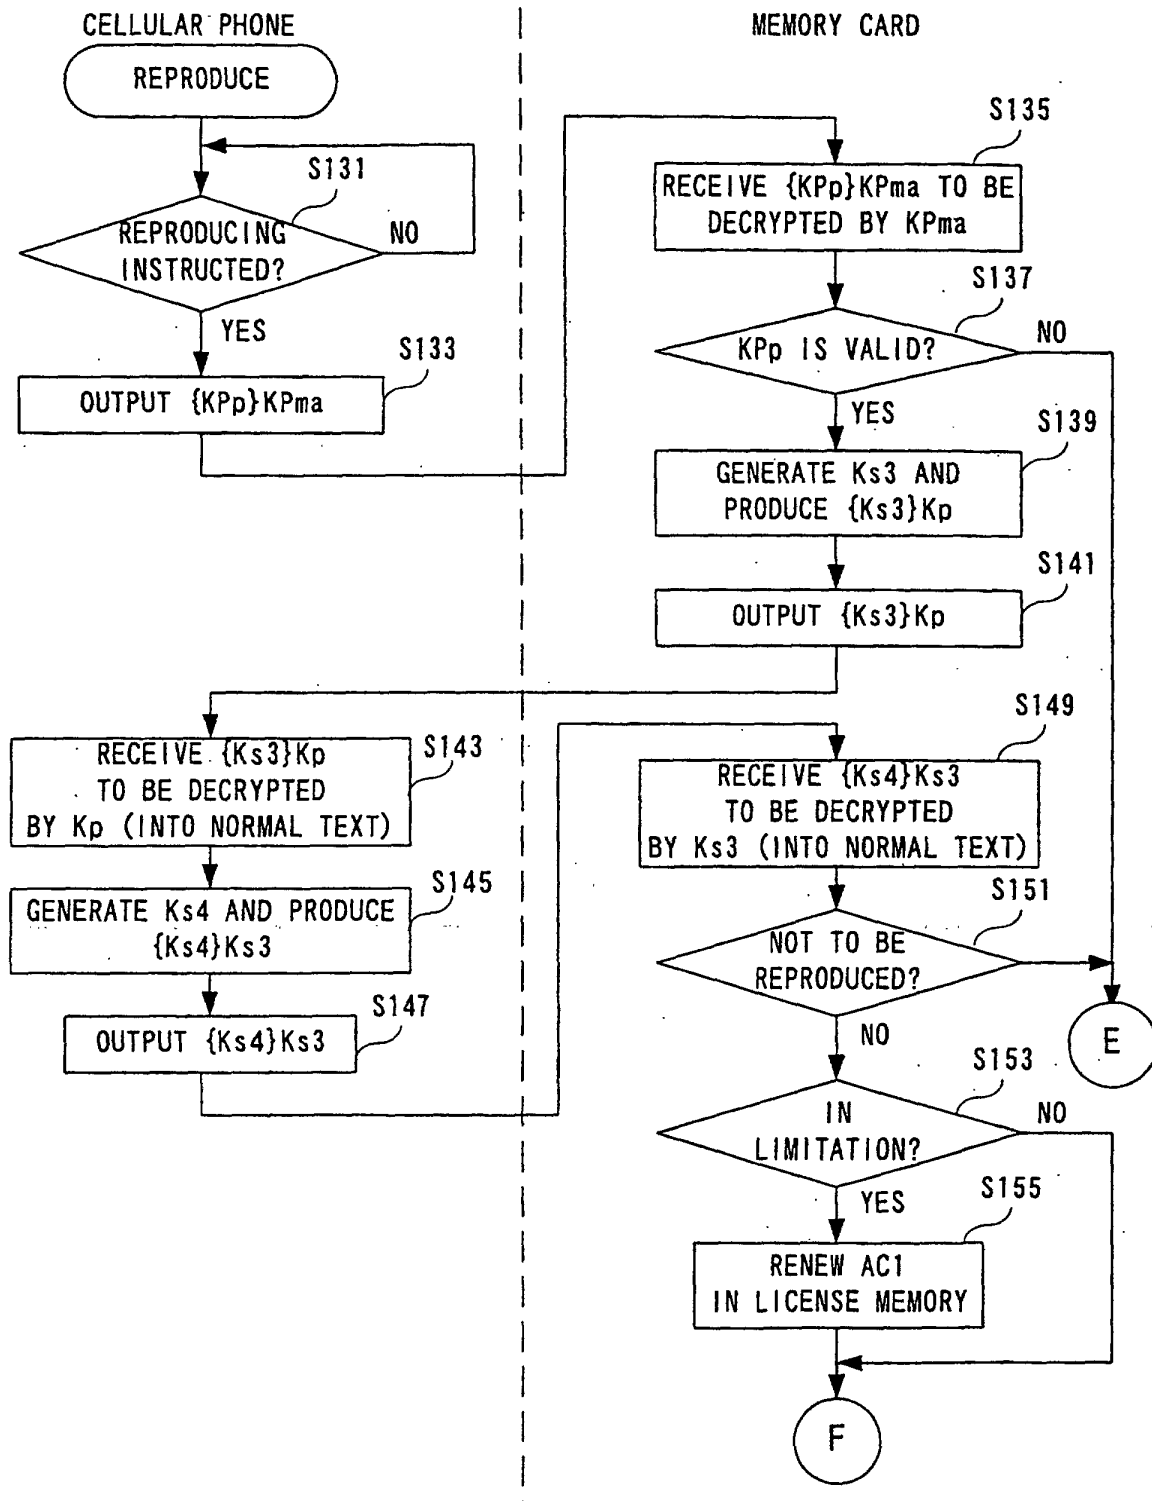 CELLULAR PHONE
MEMORY CARD
REPRODUCE
S131
REPRODUCING
INSTRUCTED?
NO
YES
S133
OUTPUT {KPp}KPma
S135
RECEIVE {KPp}KPma TO BE
DECRYPTED BY KPma
S137
KPp IS VALID?
NO
YES
S139
GENERATE Ks3 AND
PRODUCE {Ks3}Kp
S141
OUTPUT {Ks3}Kp
S143
RECEIVE {Ks3}Kp
TO BE DECRYPTED
BY Kp (INTO NORMAL TEXT)
S145
GENERATE Ks4 AND PRODUCE
{Ks4}Ks3
S147
OUTPUT {Ks4}Ks3
S149
RECEIVE {Ks4}Ks3
TO BE DECRYPTED
BY Ks3 (INTO NORMAL TEXT)
S151
NOT TO BE
REPRODUCED?
NO
E
S153
IN
LIMITATION?
NO
YES
S155
RENEW AC1
IN LICENSE MEMORY
F